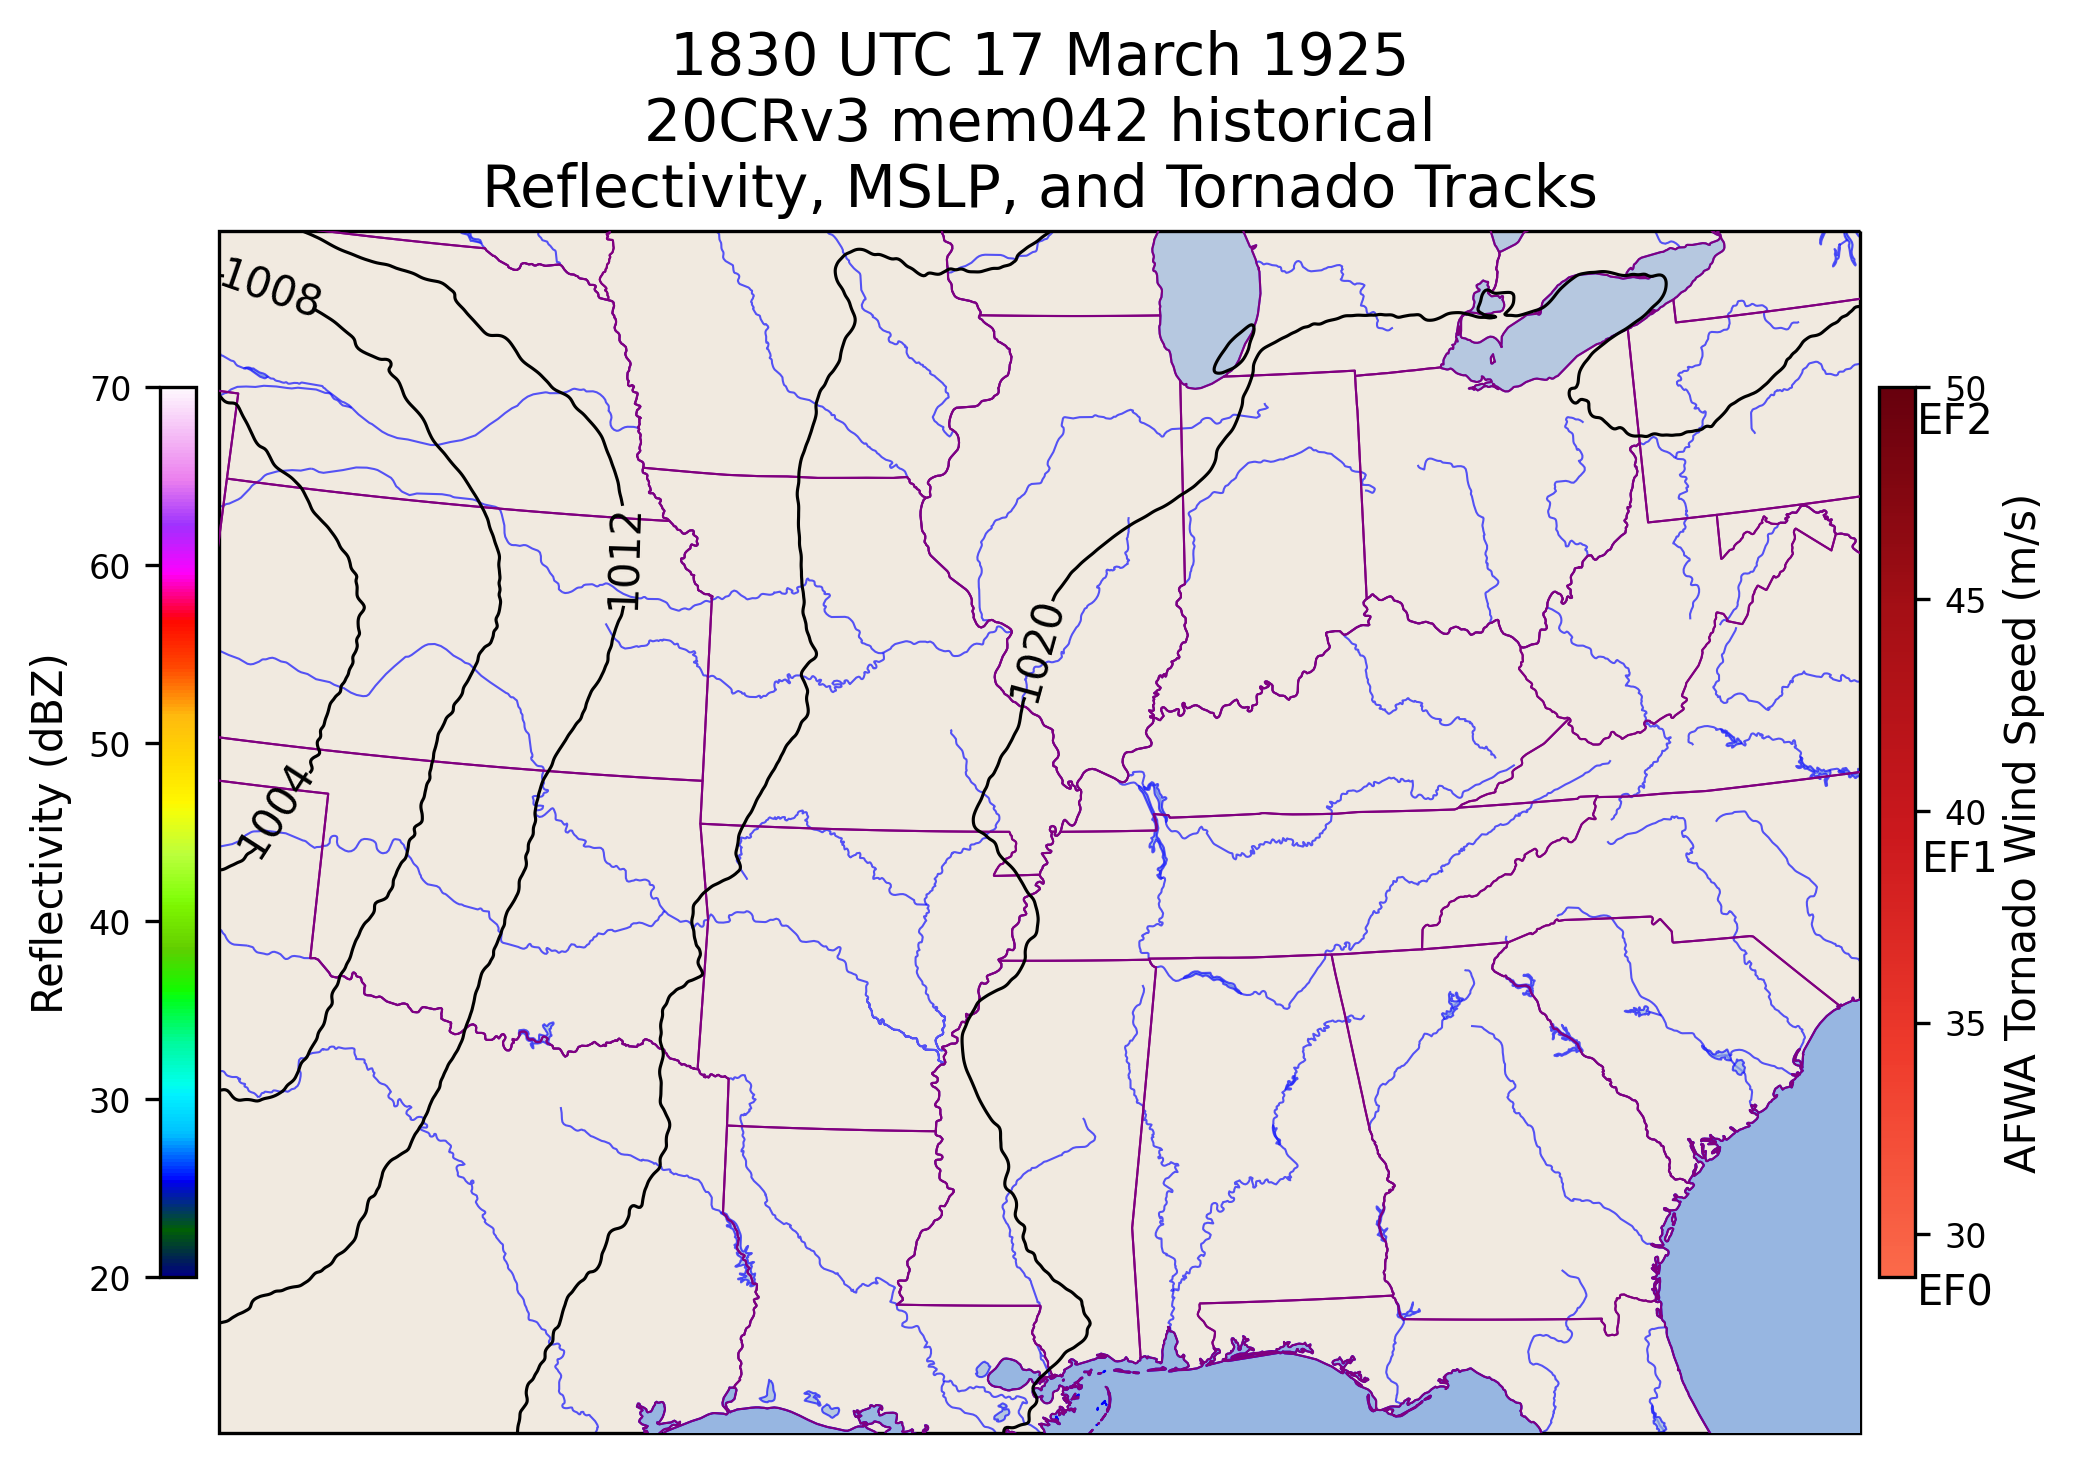 1830 UTC 17 March 1925
20CRv3 mem042 historical
Reflectivity, MSLP, and Tornado Tracks
1008
1012
1020
1004
70
60
50
40
30
20
Reflectivity (dBZ)
50
EF2
45
40
EF1
35
30
EF0
AFWA Tornado Wind Speed (m/s)